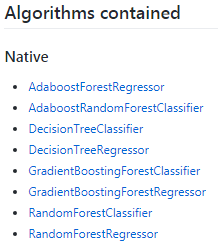 Algorithms contained
Native
AdaboostForestRegressor
AdaboostRandomForestClassifier
DecisionTreeClassifier
DecisionTreeRegressor
GradientBoostingForestClassifier
GradientBoostingForestRegressor
RandomForestClassifier
RandomForestRegressor